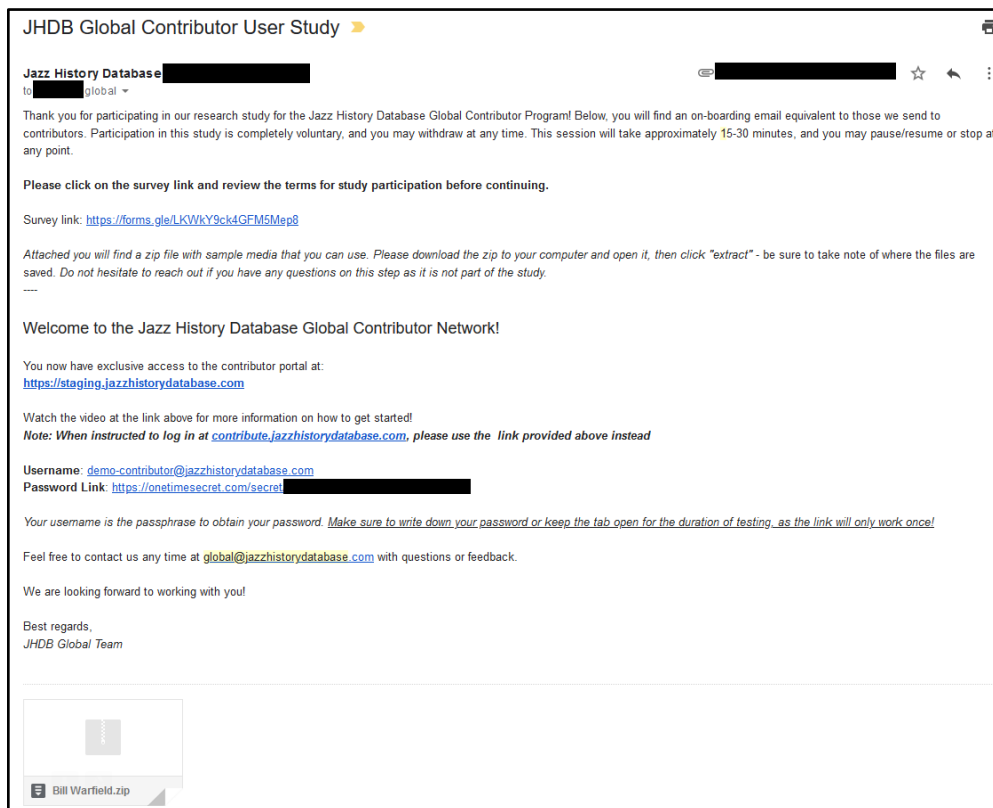 JHDB Global Contributor User Study
Jazz History Database
to global
Thank you for participating in our research study for the Jazz History Database Global Contributor Program! Below, you will find an on-boarding email equivalent to those we send to
contributors. Participation in this study is completely voluntary, and you may withdraw at any time. This session will take approximately 15-30 minutes, and you may pause/resume or stop at
any point.
Please click on the survey link and review the terms for study participation before continuing.
Survey link: https://forms.gle/LKWkY9ck4GFM5Mep8
Attached you will find a zip file with sample media that you can use. Please download the zip to your computer and open it, then click "extract" - be sure to take note of where the files are
saved. Do not hesitate to reach out if you have any questions on this step as it is not part of the study.
----
Welcome to the Jazz History Database Global Contributor Network!
You now have exclusive access to the contributor portal at:
https://staging.jazzhistorydatabase.com
Watch the video at the link above for more information on how to get started!
Note: When instructed to log in at contribute.jazzhistorydatabase.com, please use the link provided above instead
Username: demo-contributor@jazzhistorydatabase.com
Password Link: https://onetimesecret.com/secret
Your username is the passphrase to obtain your password. Make sure to write down your password or keep the tab open for the duration of testing, as the link will only work once!
Feel free to contact us any time at global@jazzhistorydatabase.com with questions or feedback.
We are looking forward to working with you!
Best regards,
JHDB Global Team
Bill Warfield.zip